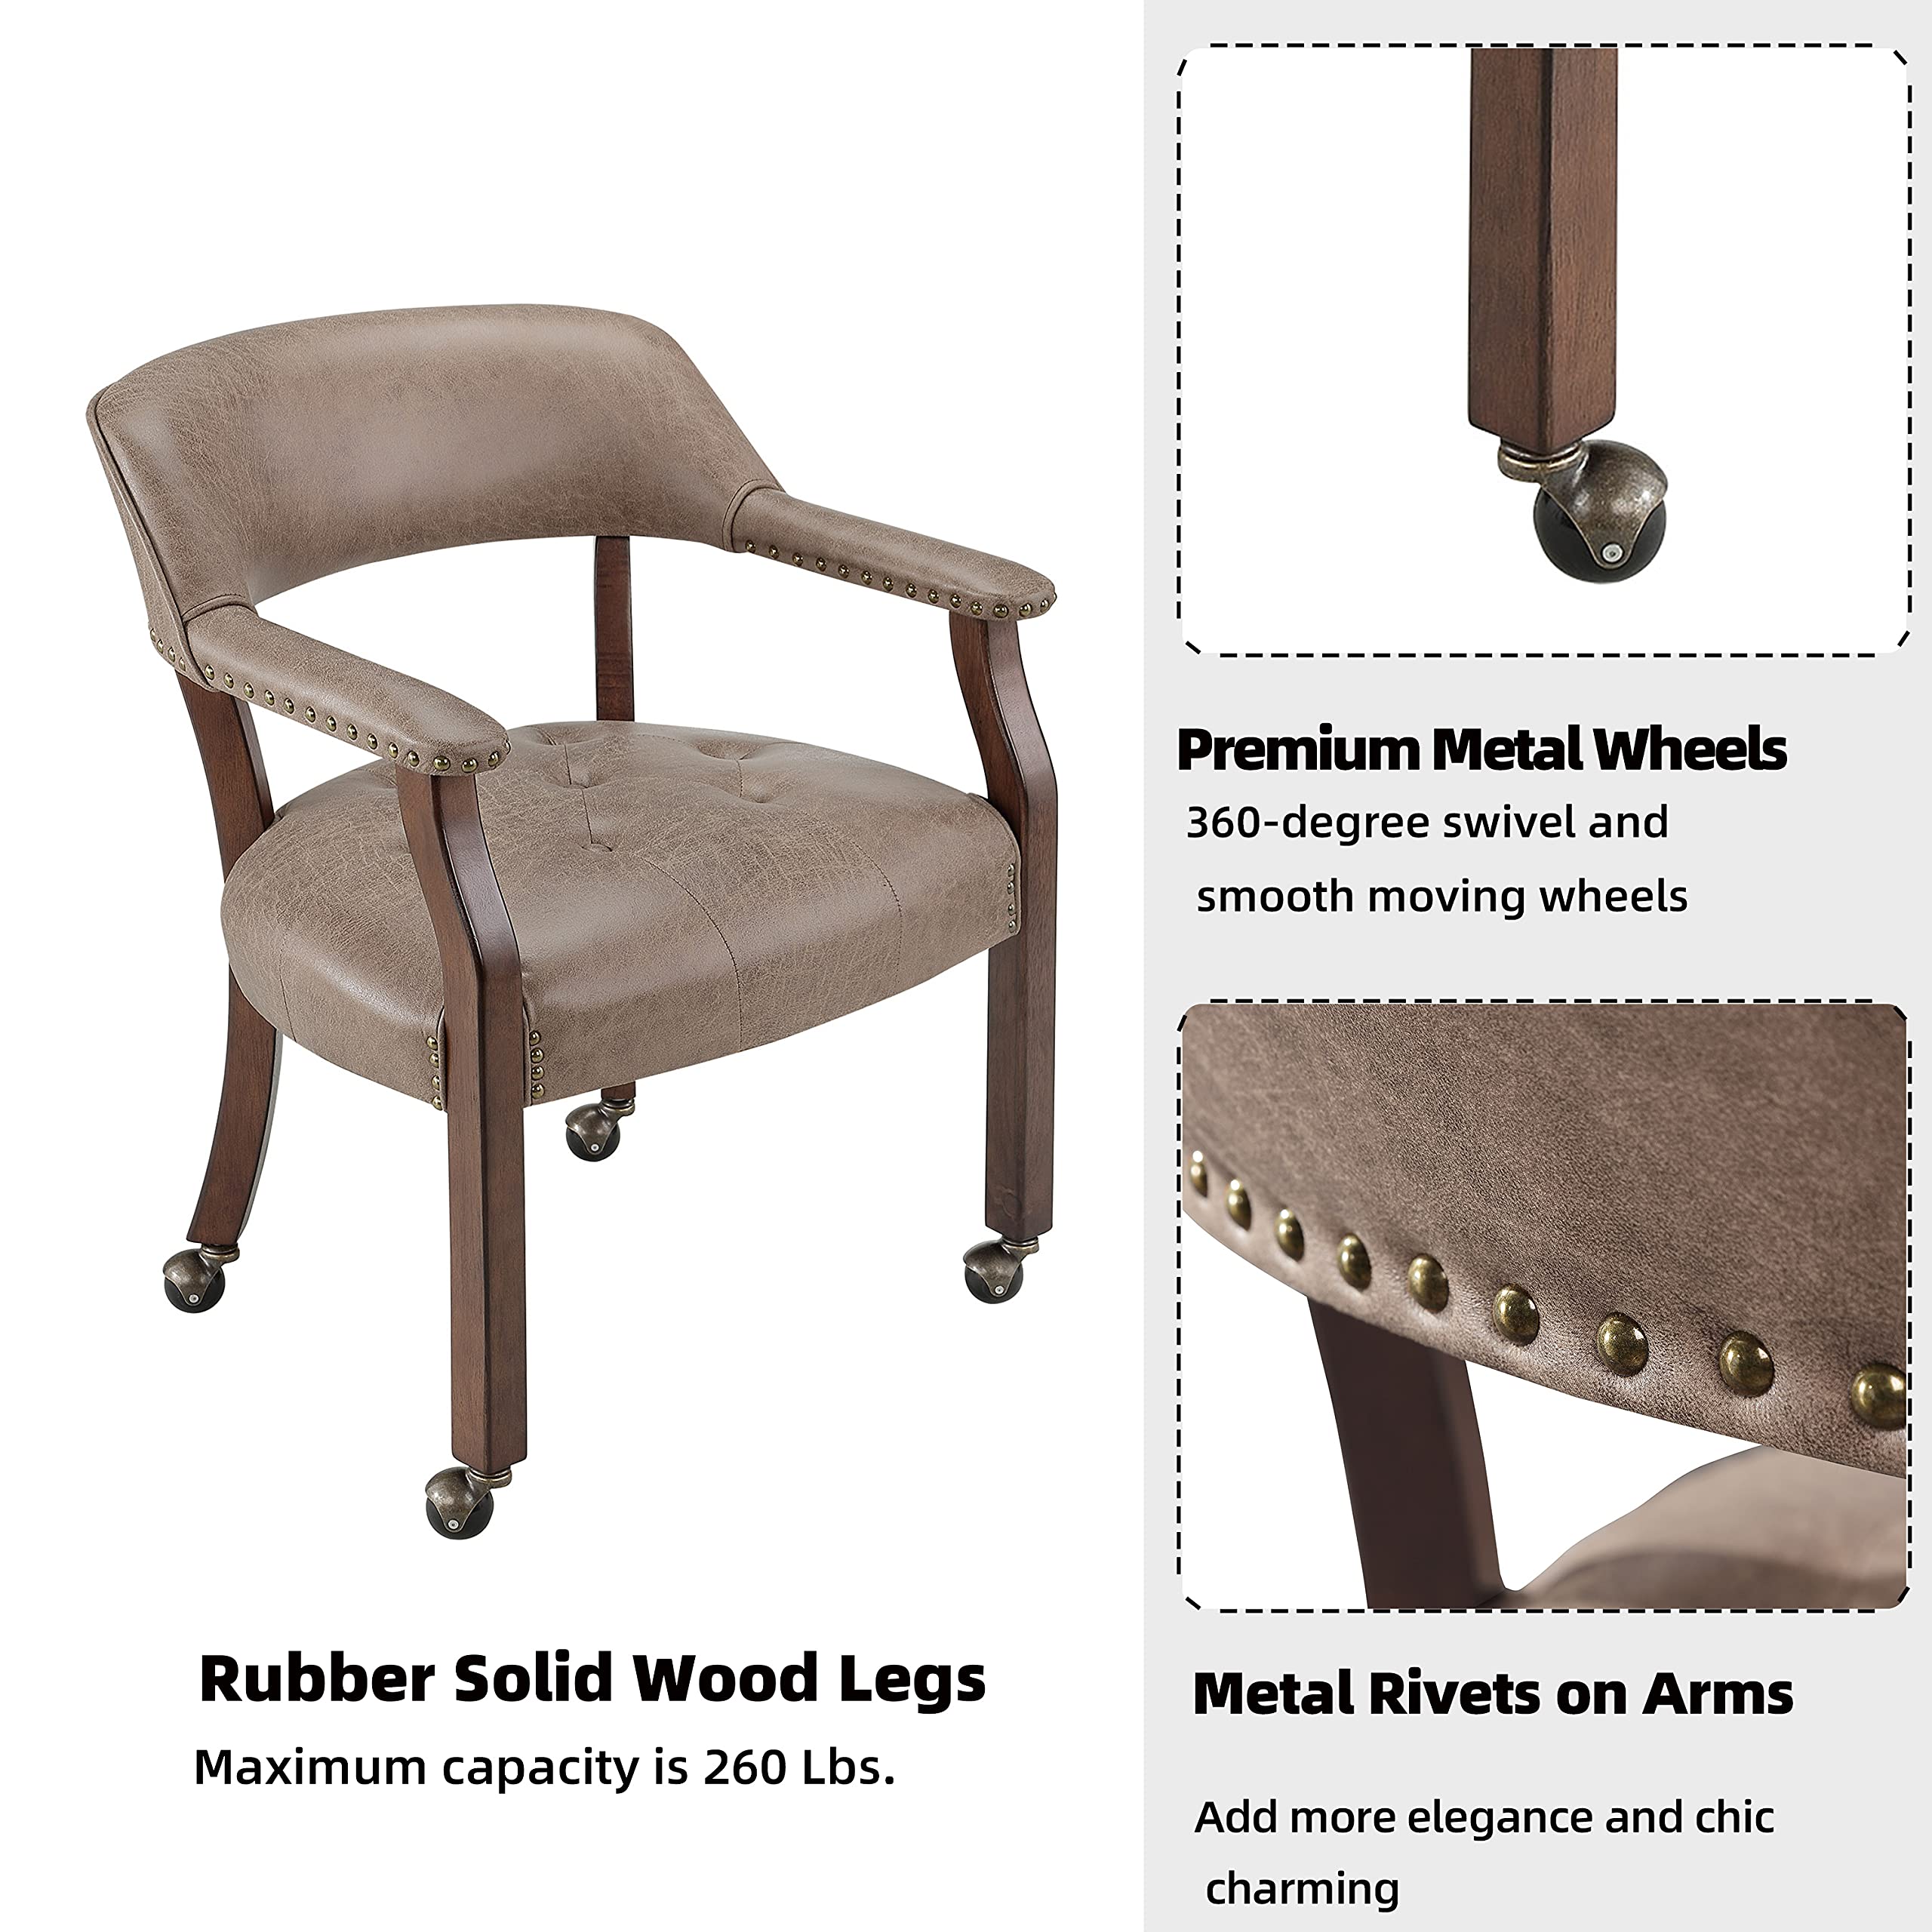 Premium Metal Wheels
360-degree swivel and
smooth moving wheels
Rubber Solid Wood Legs
Maximum capacity is 260 Lbs.
Metal Rivets on Arms
Add more elegance and chic
charming